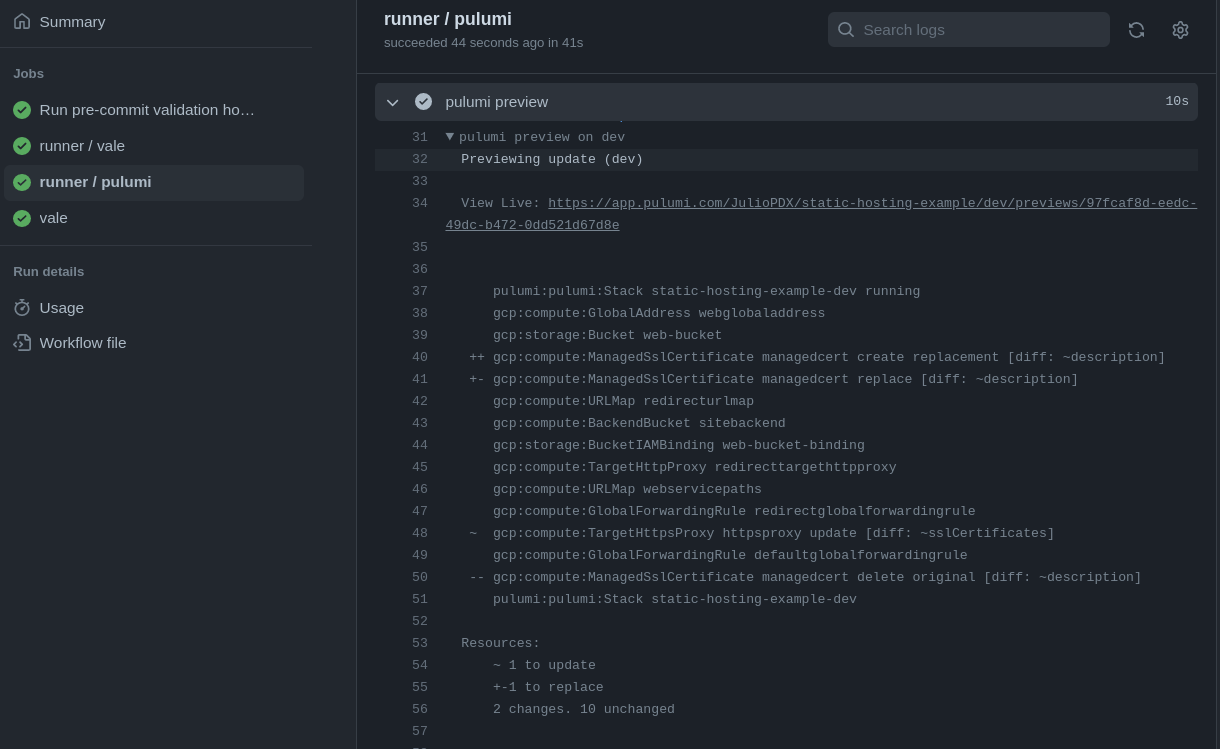 Summary
Jobs
Run pre-commit validation ho…
runner / vale
runner / pulumi
vale
Run details
Usage
Workflow file
runner / pulumi
succeeded 44 seconds ago in 41s
Search logs
pulumi preview 10s
31 ▼ pulumi preview on dev
32 Previewing update (dev)
33
34 View Live: https://app.pulumi.com/JulioPDX/static-hosting-example/dev/previews/97fcaf8d-eedc-
49dc-b472-0dd521d67d8e
35
36
37 pulumi:pulumi:Stack static-hosting-example-dev running
38 gcp:compute:GlobalAddress webglobaladdress
39 gcp:storage:Bucket web-bucket
40 ++ gcp:compute:ManagedSslCertificate managedcert create replacement [diff: ~description]
41 +- gcp:compute:ManagedSslCertificate managedcert replace [diff: ~description]
42 gcp:compute:URLMap redirecturlmap
43 gcp:compute:BackendBucket sitebackend
44 gcp:storage:BucketIAMBinding web-bucket-binding
45 gcp:compute:TargetHttpProxy redirecttargethttpproxy
46 gcp:compute:URLMap webservicepaths
47 gcp:compute:GlobalForwardingRule redirectglobalforwardingrule
48 ~ gcp:compute:TargetHttpsProxy httpsproxy update [diff: ~sslCertificates]
49 gcp:compute:GlobalForwardingRule defaultglobalforwardingrule
50 -- gcp:compute:ManagedSslCertificate managedcert delete original [diff: ~description]
51 pulumi:pulumi:Stack static-hosting-example-dev
52
53 Resources:
54 ~ 1 to update
55 +-1 to replace
56 2 changes. 10 unchanged
57